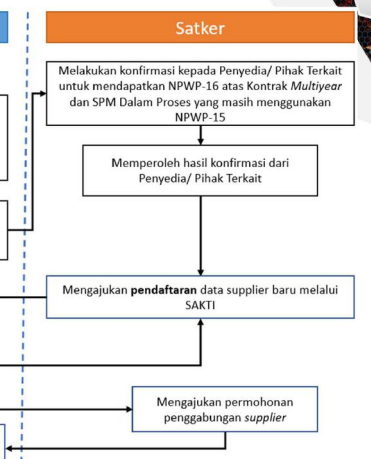 Satker
Melakukan konfirmasi kepada Penyedia/ Pihak Terkait
untuk mendapatkan NPWP-16 atas Kontrak Multiyear
dan SPM Dalam Proses yang masih menggunakan
NPWP-15
Memperoleh hasil konfirmasi dari
Penyedia/ Pihak Terkait
Mengajukan pendaftaran data supplier baru melalui
SAKTI
Mengajukan permohonan
penggabungan supplier